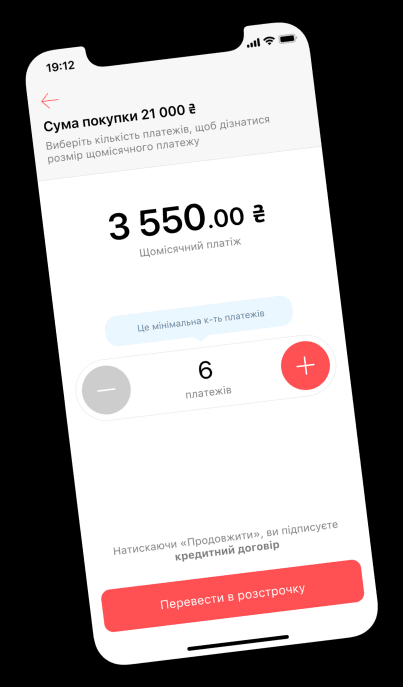 19:12
Сума покупки 21 000 ₴
Виберіть кількість платежів, щоб дізнатися
розмір щомісячного платежу
3 550.00 ₴
Щомісячний платіж
Це мінімальна к-ть платежів
6
платежів
Натискаючи «Продовжити», ви підписуєте
кредитний договір
Перевести в розстрочку